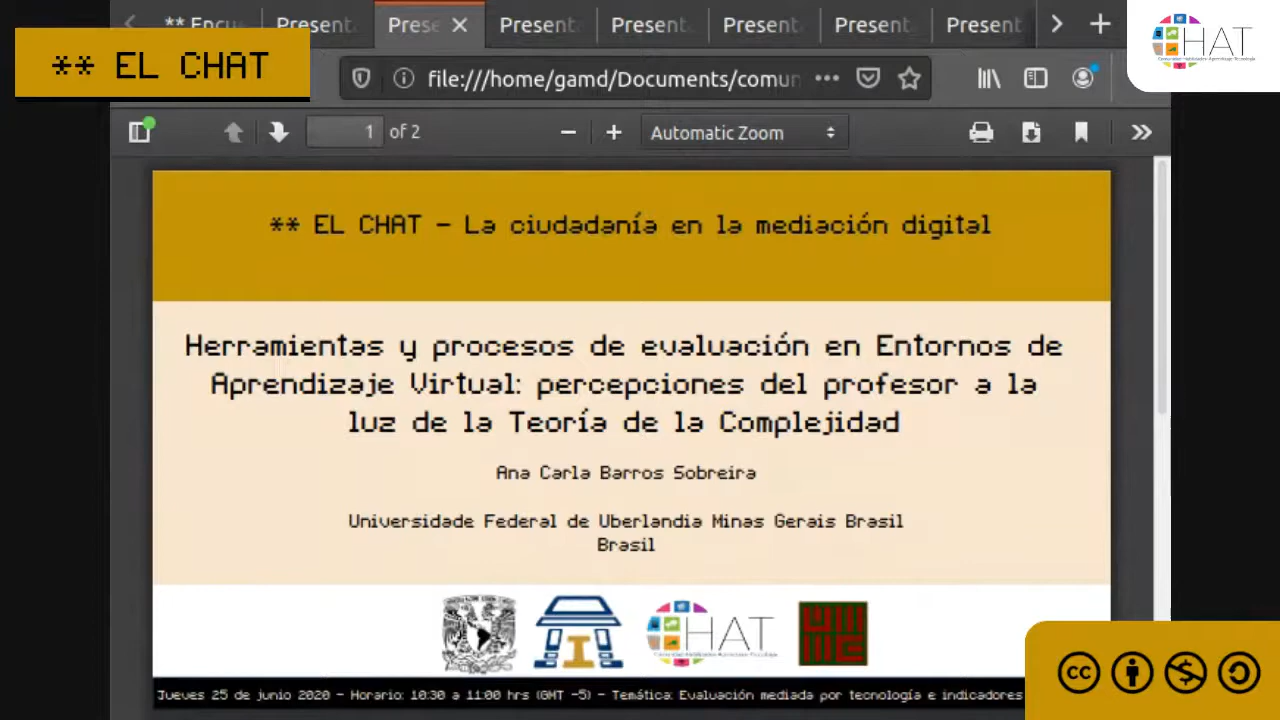 ** Encu
Present
Prese
Present
Present
Present
Present
Present
** EL CHAT
HAT
file:///home/gamd/Documents/comun
1 of 2
Automatic Zoom
** EL CHAT - La ciudadanía en la mediación digital
Herramientas y procesos de evaluación en Entornos de
Aprendizaje Virtual: percepciones del profesor a la
luz de la Teoría de la Complejidad
Ana Carla Barros Sobreira
Universidade Federal de Uberlandia Minas Gerais Brasil
Brasil
HAT
Jueves 25 de junio 2020 - Horario: 10:30 a 11:00 hrs (GMT -5) - Temática: Evaluación mediada por tecnología e indicadores
cc